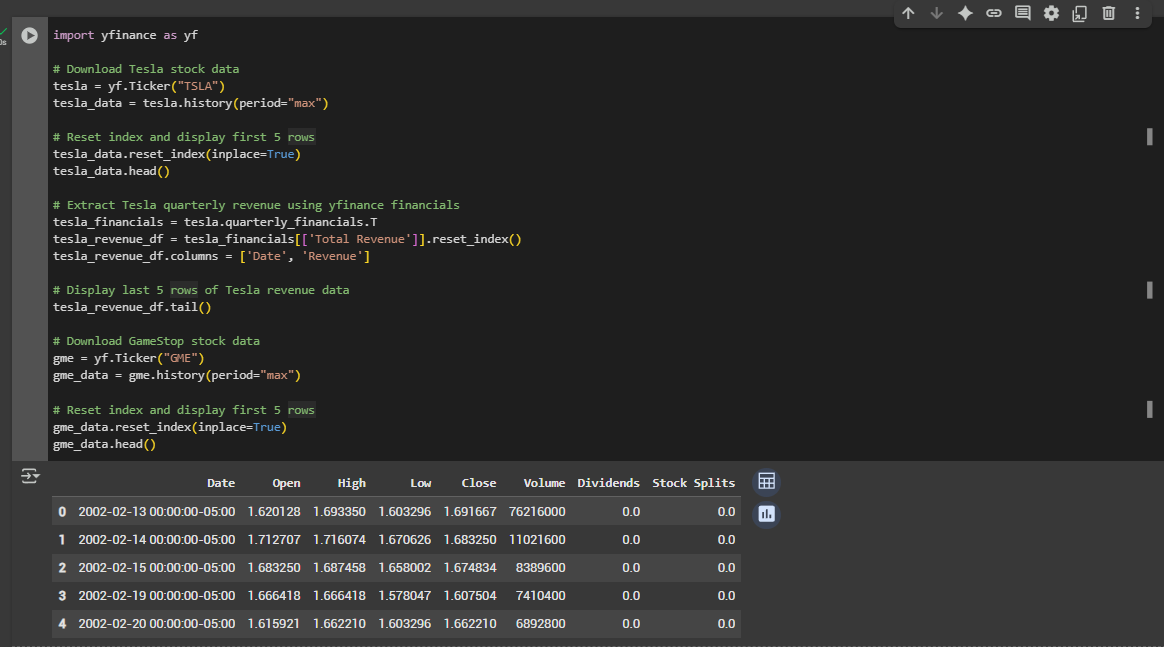 import yfinance as yf
# Download Tesla stock data
tesla = yf.Ticker("TSLA")
tesla_data = tesla.history(period="max")
# Reset index and display first 5 rows
tesla_data.reset_index(inplace=True)
tesla_data.head()
# Extract Tesla quarterly revenue using yfinance financials
tesla_financials = tesla.quarterly_financials.T
tesla_revenue_df = tesla_financials[['Total Revenue']].reset_index()
tesla_revenue_df.columns = ['Date', 'Revenue']
# Display last 5 rows of Tesla revenue data
tesla_revenue_df.tail()
# Download GameStop stock data
gme = yf.Ticker("GME")
gme_data = gme.history(period="max")
# Reset index and display first 5 rows
gme_data.reset_index(inplace=True)
gme_data.head()
Date Open High Low Close Volume Dividends Stock Splits
0 2002-02-13 00:00:00-05:00 1.620128 1.693350 1.603296 1.691667 76216000 0.0 0.0
1 2002-02-14 00:00:00-05:00 1.712707 1.716074 1.670626 1.683250 11021600 0.0 0.0
2 2002-02-15 00:00:00-05:00 1.683250 1.687458 1.658002 1.674834 8389600 0.0 0.0
3 2002-02-19 00:00:00-05:00 1.666418 1.666418 1.578047 1.607504 7410400 0.0 0.0
4 2002-02-20 00:00:00-05:00 1.615921 1.662210 1.603296 1.662210 6892800 0.0 0.0